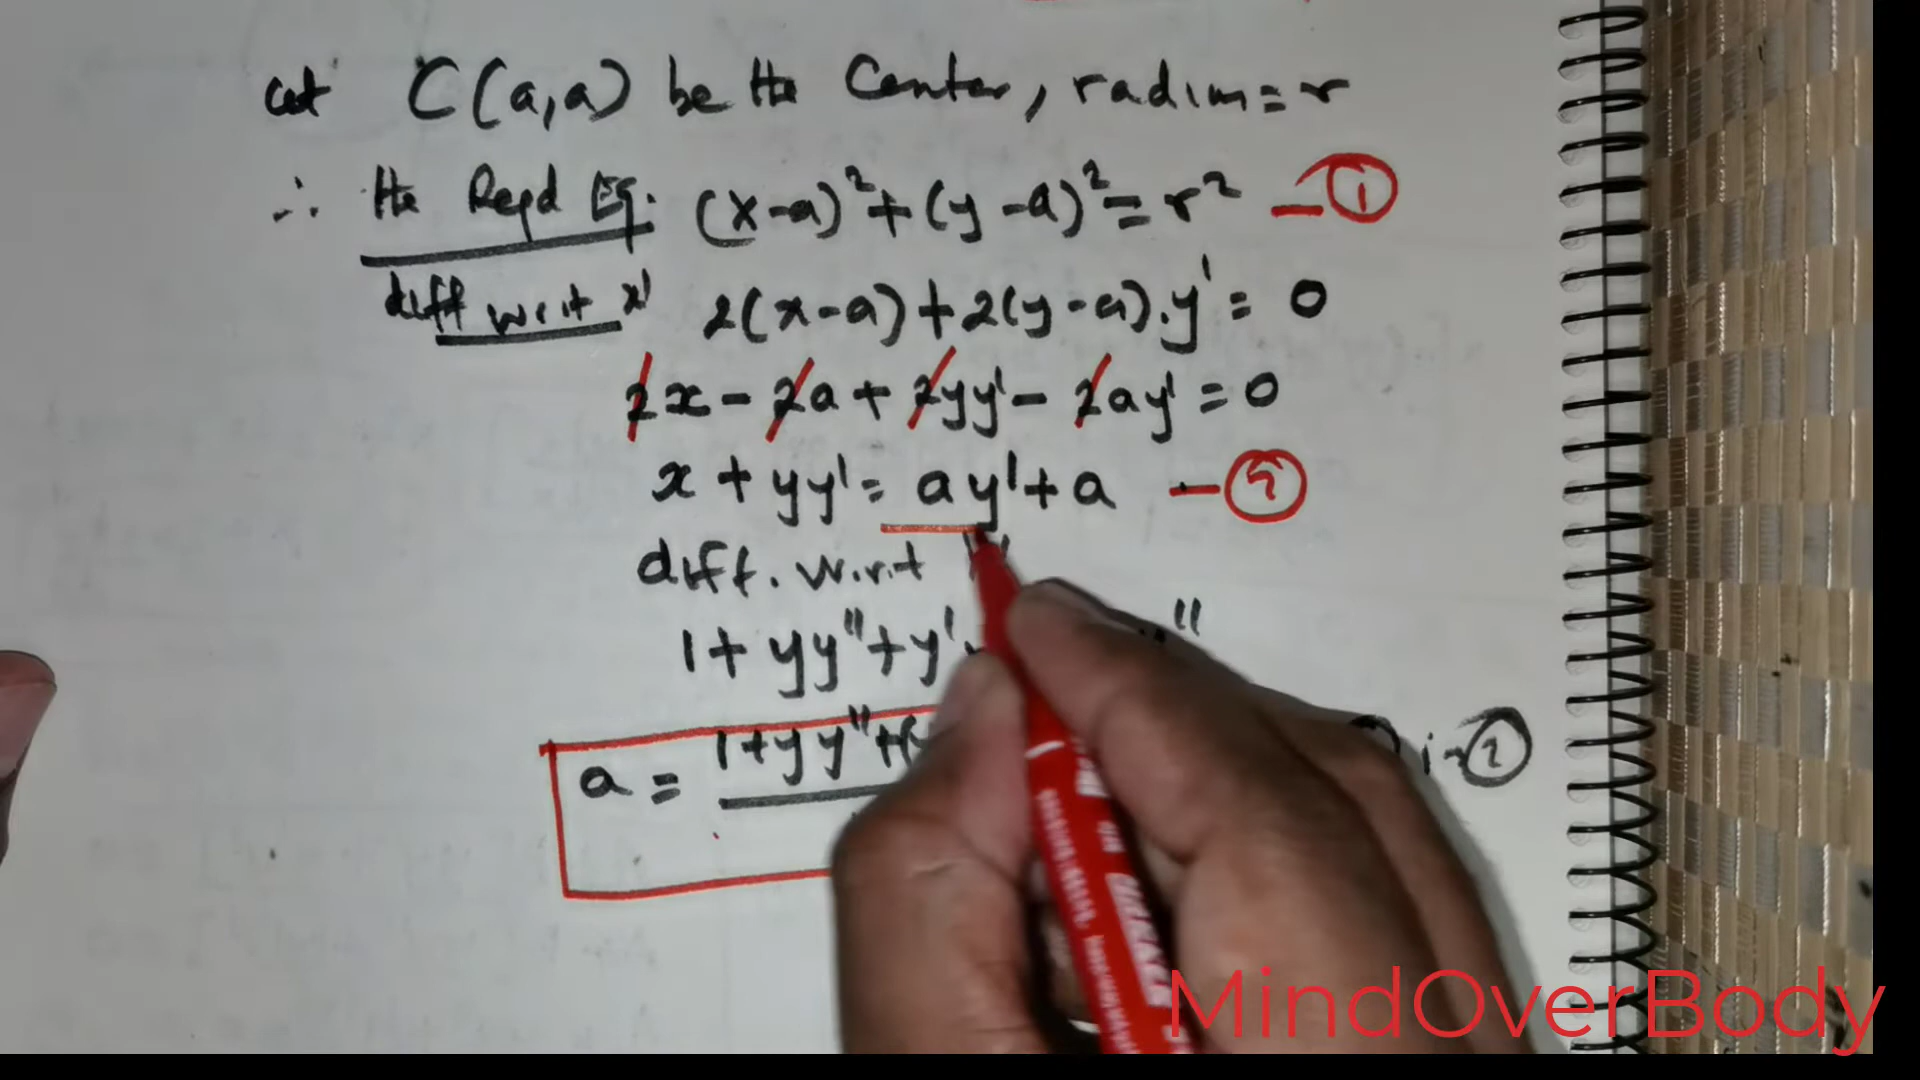 Let C(a,a) be the Center, radius=r
∴ the Reqd Eq: (x-a)²+(y-a)²=r² -①
diff w.r.t x' 2(x-a)+2(y-a).y'=0
2x-2a+2yy'-2ay'=0
x+yy'=ay'+a
diff. w.r.t
1+yy"+y' y"
a= 1+yy"+( i-②
MindOverBody